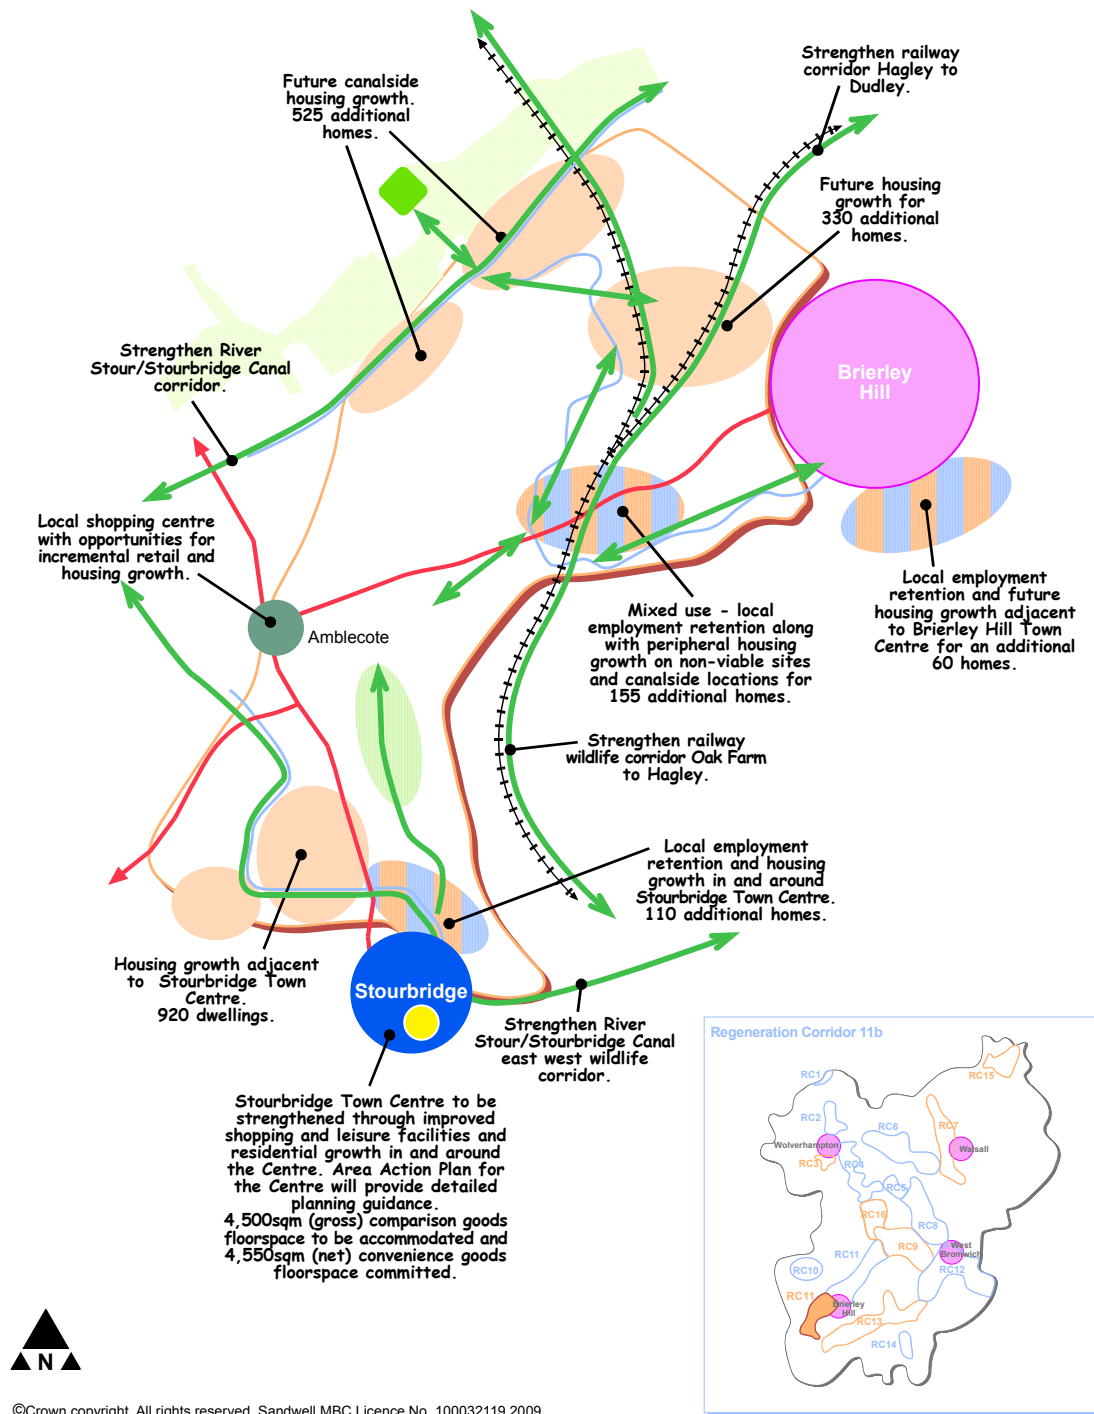 Strengthen railway
corridor Hagley to
Dudley.
Future canalside
housing growth.
525 additional
homes.
Future housing
growth for
330 additional
homes.
Strengthen River
Stour/Stourbridge Canal
corridor.
Brierley
Hill
Local shopping centre
with opportunities for
incremental retail and
housing growth.
Amblecote
Mixed use - local
employment retention along
with peripheral housing
growth on non-viable sites
and canalside locations for
155 additional homes.
Local employment
retention and future
housing growth adjacent
to Brierley Hill Town
Centre for an additional
60 homes.
Strengthen railway
wildlife corridor Oak Farm
to Hagley.
Local employment
retention and housing
growth in and around
Stourbridge Town Centre.
110 additional homes.
Housing growth adjacent
to Stourbridge Town
Centre.
920 dwellings.
Stourbridge
Strengthen River
Stour/Stourbridge Canal
east west wildlife
corridor.
Stourbridge Town Centre to be
strengthened through improved
shopping and leisure facilities and
residential growth in and around
the Centre. Area Action Plan for
the Centre will provide detailed
planning guidance.
4,500sqm (gross) comparison goods
floorspace to be accommodated and
4,550sqm (net) convenience goods
floorspace committed.
Regeneration Corridor 11b
RC1
RC15
RC2
RC6
RC7
Wolverhampton
Walsall
RC3
RC4
RC5
RC16
RC8
RC9
RC11
West
Bromwich
RC10
RC12
RC11
Brierley
Hill
RC13
RC14
N
©Crown copyright. All rights reserved. Sandwell MBC Licence No. 100032119 2009